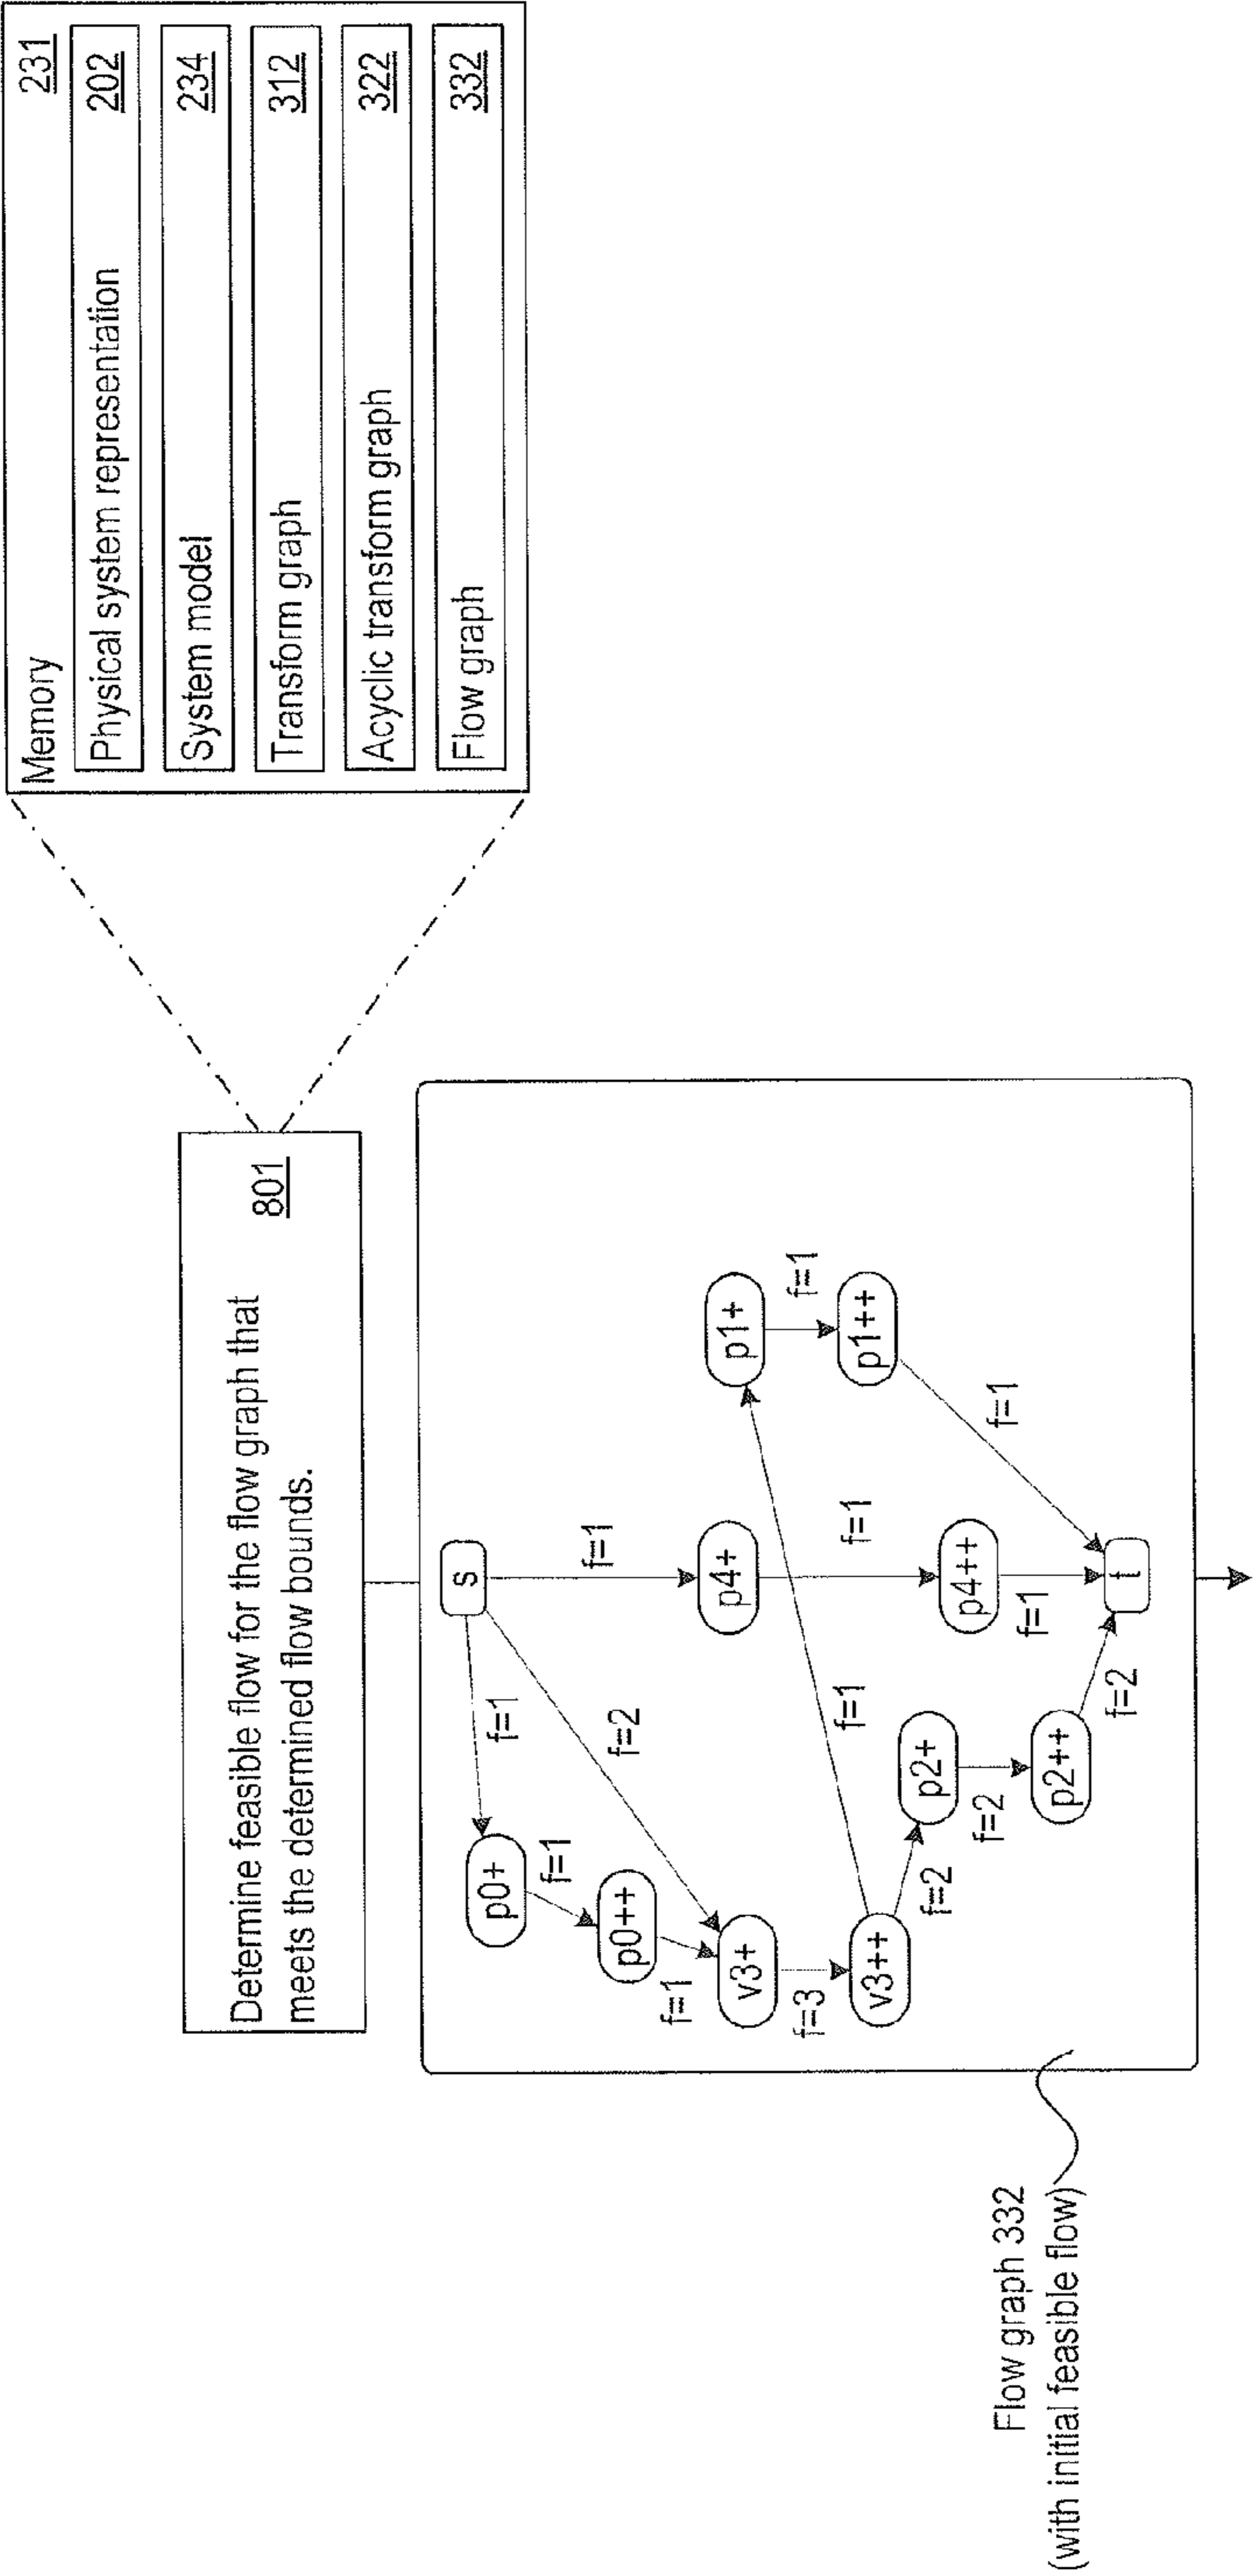 Memory 231
Physical system representation 202
System model 234
Transform graph 312
Acyclic transform graph 322
Flow graph 332
Determine feasible flow for the flow graph that
meets the determined flow bounds.
801
s
f=1
f=2
f=1
p0+
f=1
p0++
f=1
v3+
f=3
v3++
f=2
f=1
p4+
f=1
p4++
f=1
p1+
f=1
p1++
f=1
p2+
f=2
p2++
f=2
t
Flow graph 332
(with initial feasible flow)